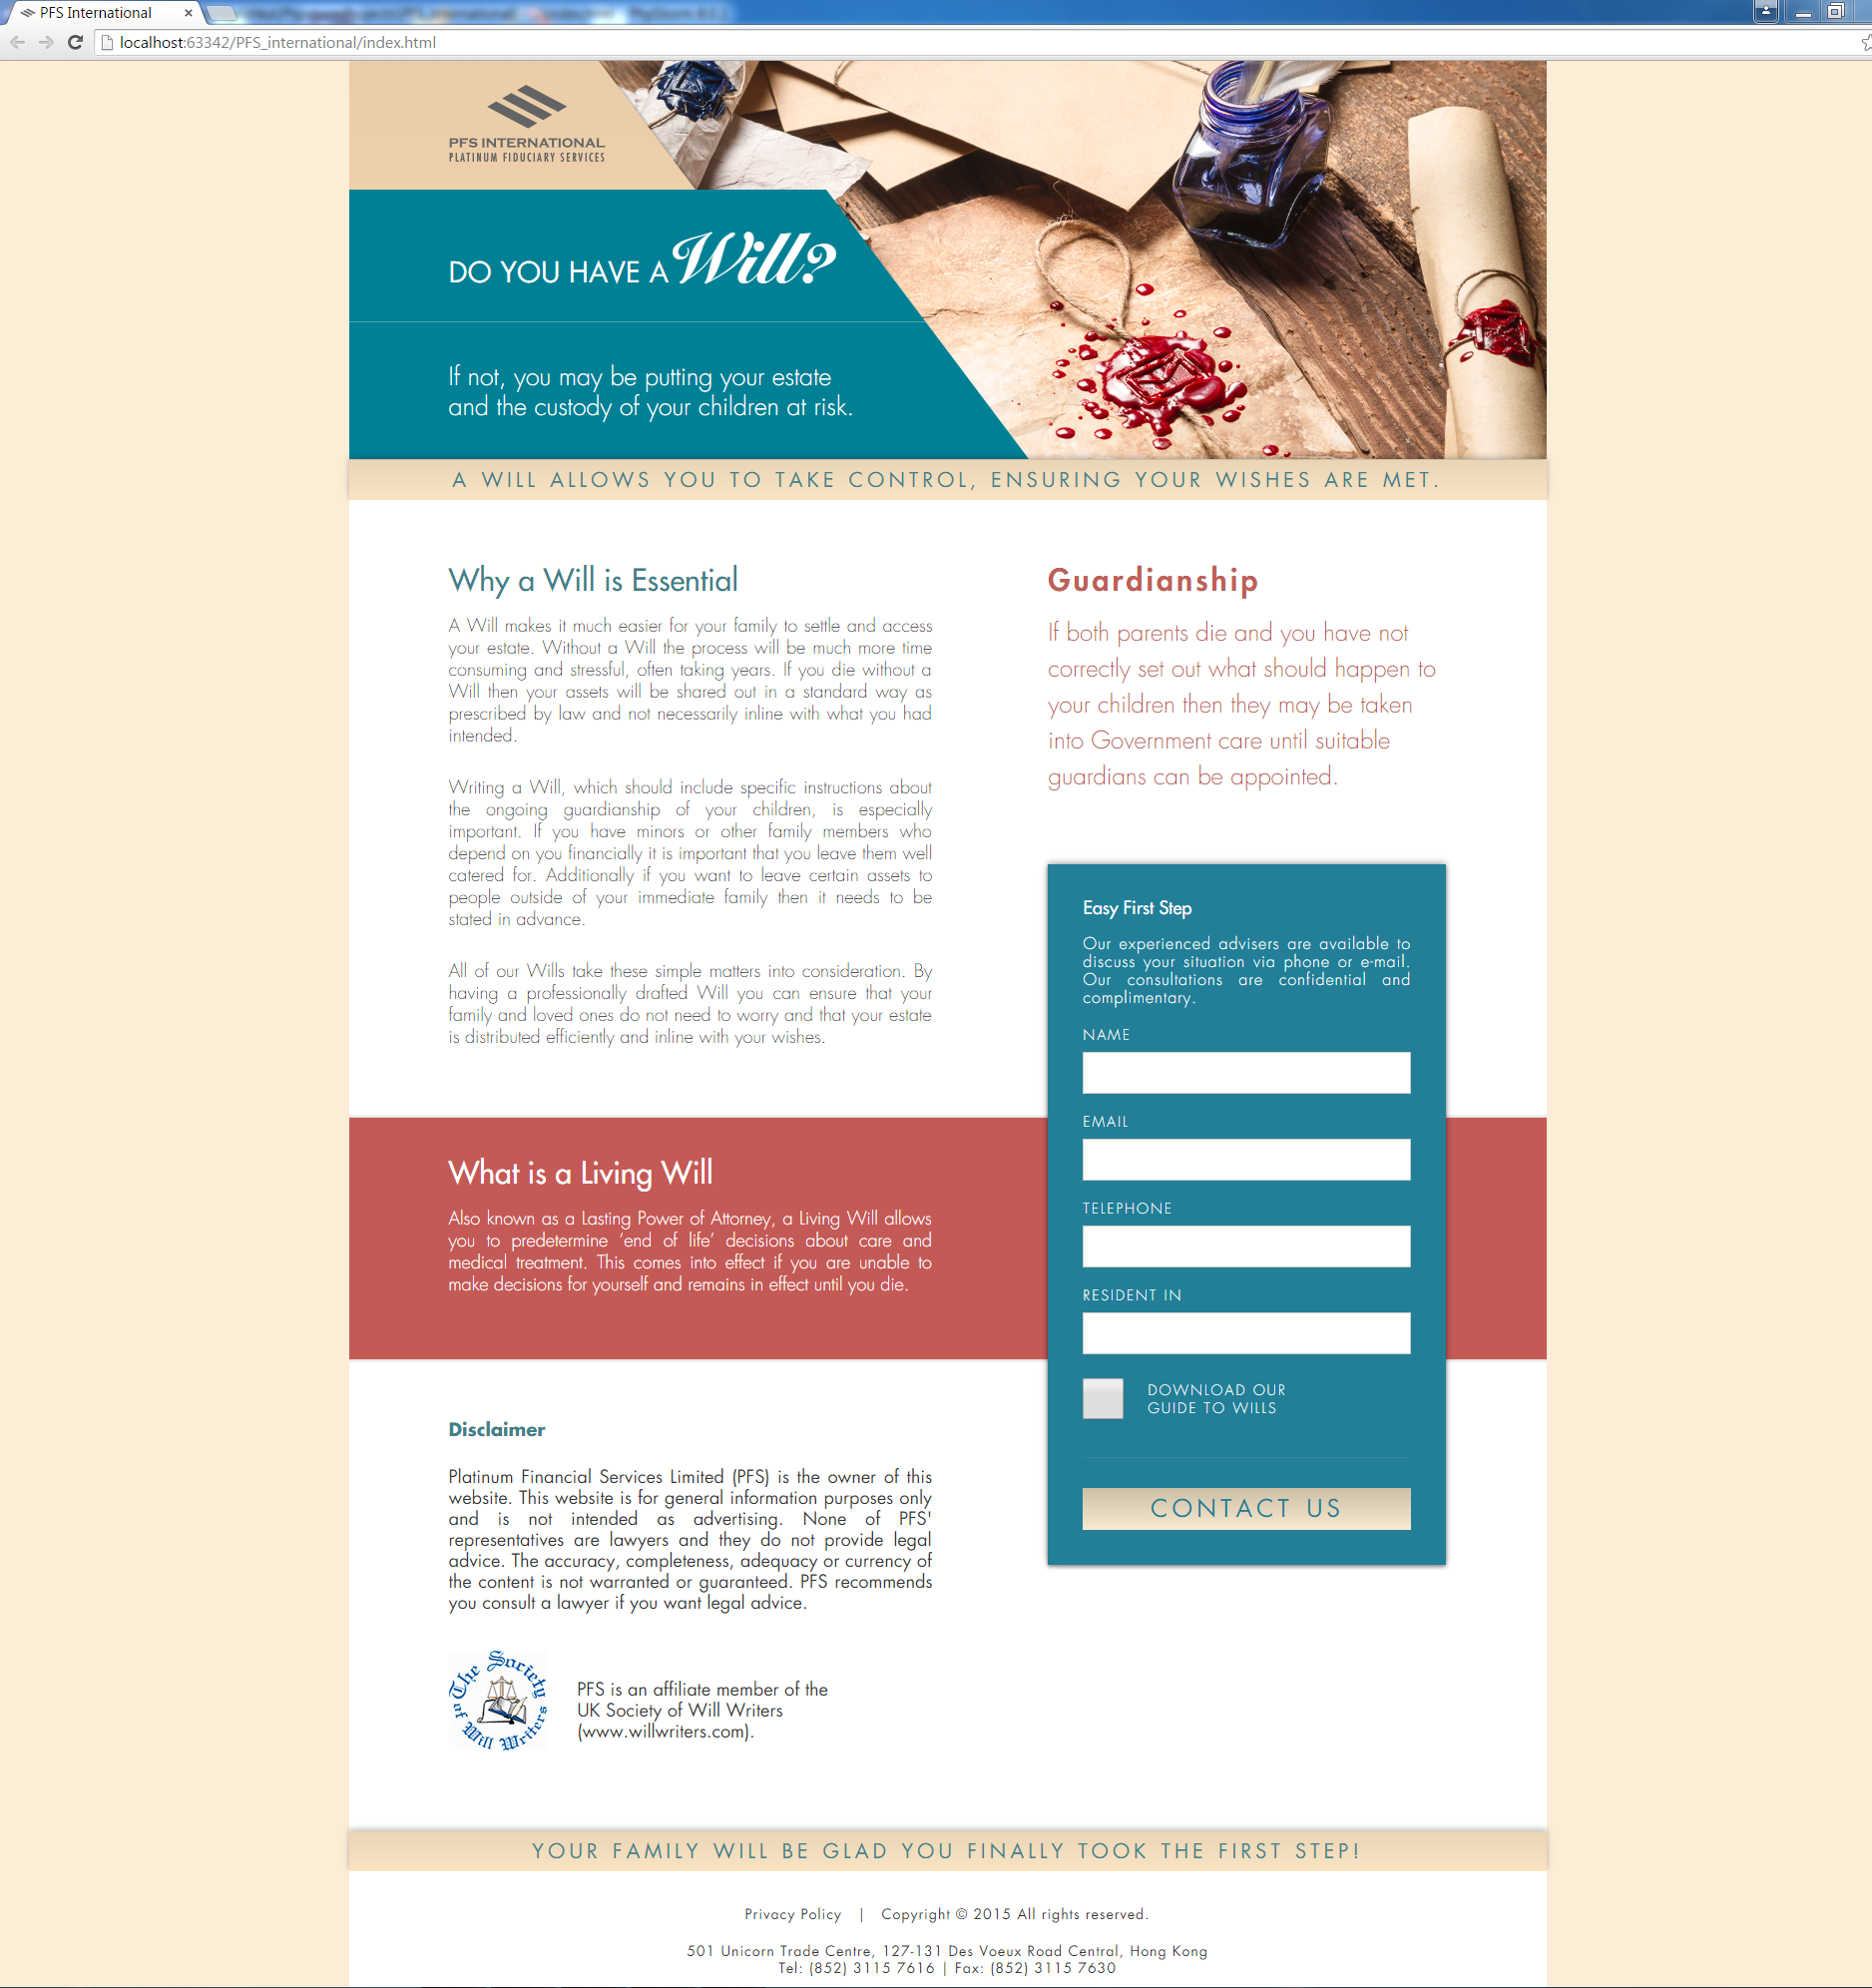 PFS International
localhost:63342/PFS_international/index.html
PFS INTERNATIONAL
PLATINUM FIDUCIARY SERVICES
DO YOU HAVE A Will?
If not, you may be putting your estate
and the custody of your children at risk.
A WILL ALLOWS YOU TO TAKE CONTROL, ENSURING YOUR WISHES ARE MET.
Why a Will is Essential
A Will makes it much easier for your family to settle and access
your estate. Without a Will the process will be much more time
consuming and stressful, often taking years. If you die without a
Will then your assets will be shared out in a standard way as
prescribed by law and not necessarily inline with what you had
intended.
Writing a Will, which should include specific instructions about
the ongoing guardianship of your children, is especially
important. If you have minors or other family members who
depend on you financially it is important that you leave them well
catered for. Additionally if you want to leave certain assets to
people outside of your immediate family then it needs to be
stated in advance.
All of our Wills take these simple matters into consideration. By
having a professionally drafted Will you can ensure that your
family and loved ones do not need to worry and that your estate
is distributed efficiently and inline with your wishes.
Guardianship
If both parents die and you have not
correctly set out what should happen to
your children then they may be taken
into Government care until suitable
guardians can be appointed.
What is a Living Will
Also known as a Lasting Power of Attorney, a Living Will allows
you to predetermine ‘end of life’ decisions about care and
medical treatment. This comes into effect if you are unable to
make decisions for yourself and remains in effect until you die.
Easy First Step
Our experienced advisers are available to
discuss your situation via phone or e-mail.
Our consultations are confidential and
complimentary.
NAME
EMAIL
TELEPHONE
RESIDENT IN
DOWNLOAD OUR
GUIDE TO WILLS
CONTACT US
Disclaimer
Platinum Financial Services Limited (PFS) is the owner of this
website. This website is for general information purposes only
and is not intended as advertising. None of PFS'
representatives are lawyers and they do not provide legal
advice. The accuracy, completeness, adequacy or currency of
the content is not warranted or guaranteed. PFS recommends
you consult a lawyer if you want legal advice.
The Society
of Will Writers
PFS is an affiliate member of the
UK Society of Will Writers
(www.willwriters.com).
YOUR FAMILY WILL BE GLAD YOU FINALLY TOOK THE FIRST STEP!
Privacy Policy | Copyright © 2015 All rights reserved.
501 Unicorn Trade Centre, 127-131 Des Voeux Road Central, Hong Kong
Tel: (852) 3115 7616 | Fax: (852) 3115 7630